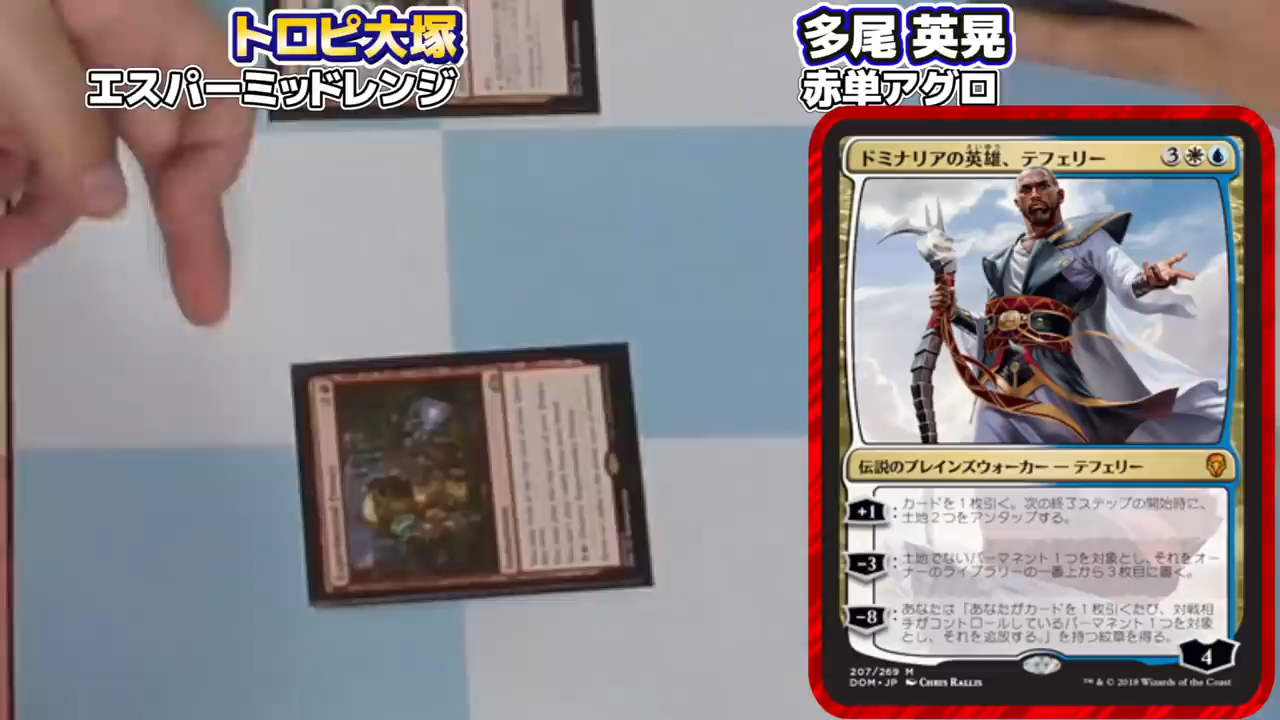 トロピ大塚
エスパーミッドレンジ
多尾 英晃
赤単アグロ
ドミナリアの英雄、テフェリー 3
えいゆう
伝説のプレインズウォーカー — テフェリー
+1:カードを1枚引く。次の終了ステップの開始時に、
土地2つをアンタップする。
-3:土地でないパーマネント1つを対象とし、それをオー
ナーのライブラリーの一番上から3枚目に置く。
-8:あなたは「あなたがカードを1枚引くたび、対戦相
手がコントロールしているパーマネント1つを対象
とし、それを追放する。」を持つ紋章を得る。
4
207/269 M
DOM • JP CHRIS RALLIS
™ & © 2018 Wizards of the Coast